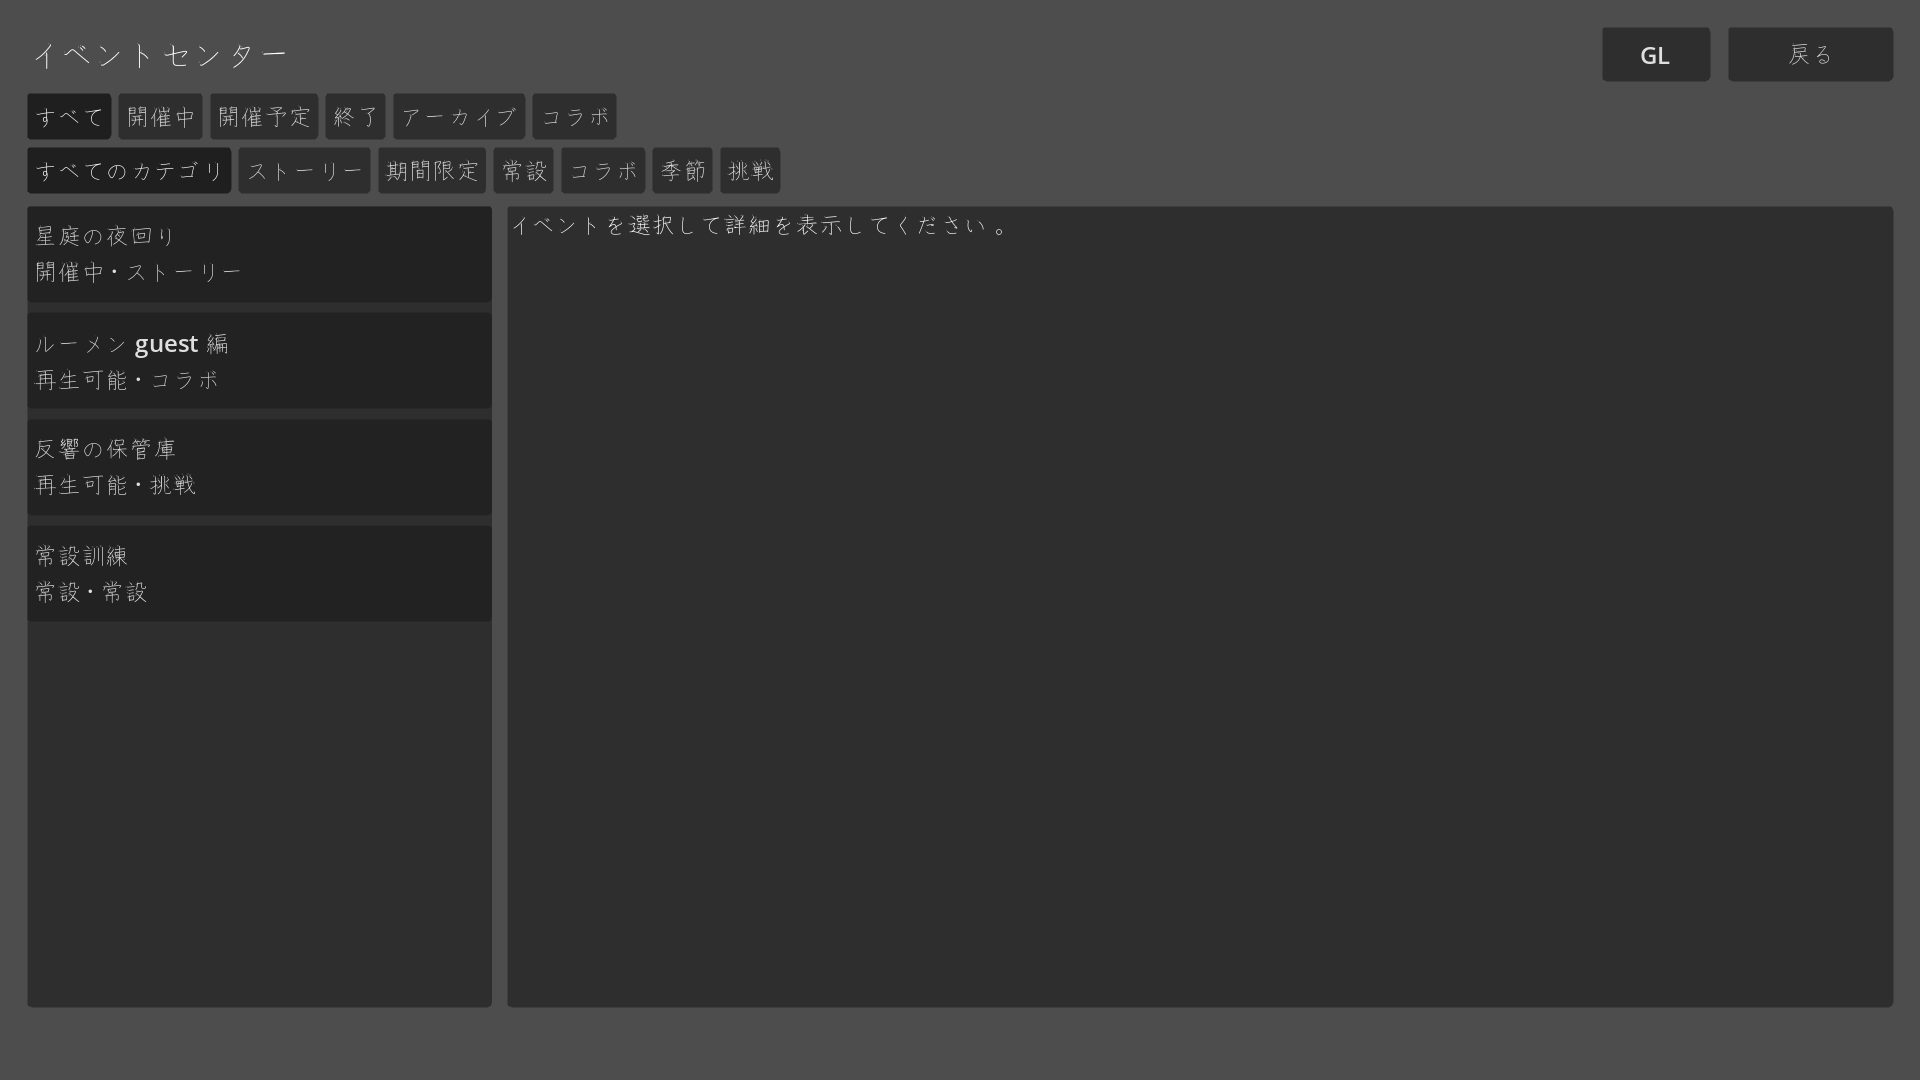 イベントセンター
GL
戻る
すべて
開催中
開催予定
終了
アーカイブ
コラボ
すべてのカテゴリ
ストーリー
期間限定
常設
コラボ
季節
挑戦
星庭の夜回り
開催中・ストーリー
ルーメン guest 編
再生可能・コラボ
反響の保管庫
再生可能・挑戦
常設訓練
常設・常設
イベントを選択して詳細を表示してください。